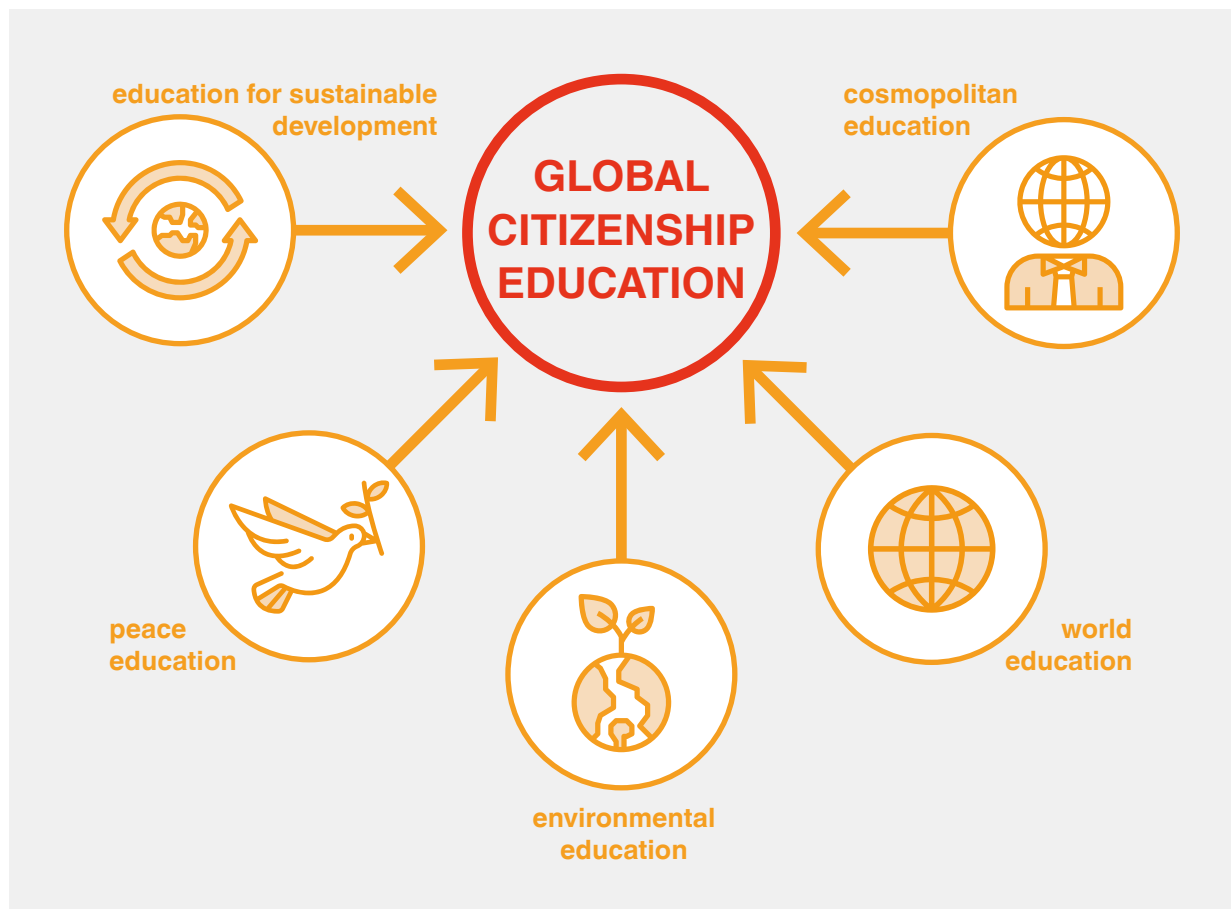 education for sustainable
development
cosmopolitan
education
GLOBAL
CITIZENSHIP
EDUCATION
peace
education
world
education
environmental
education